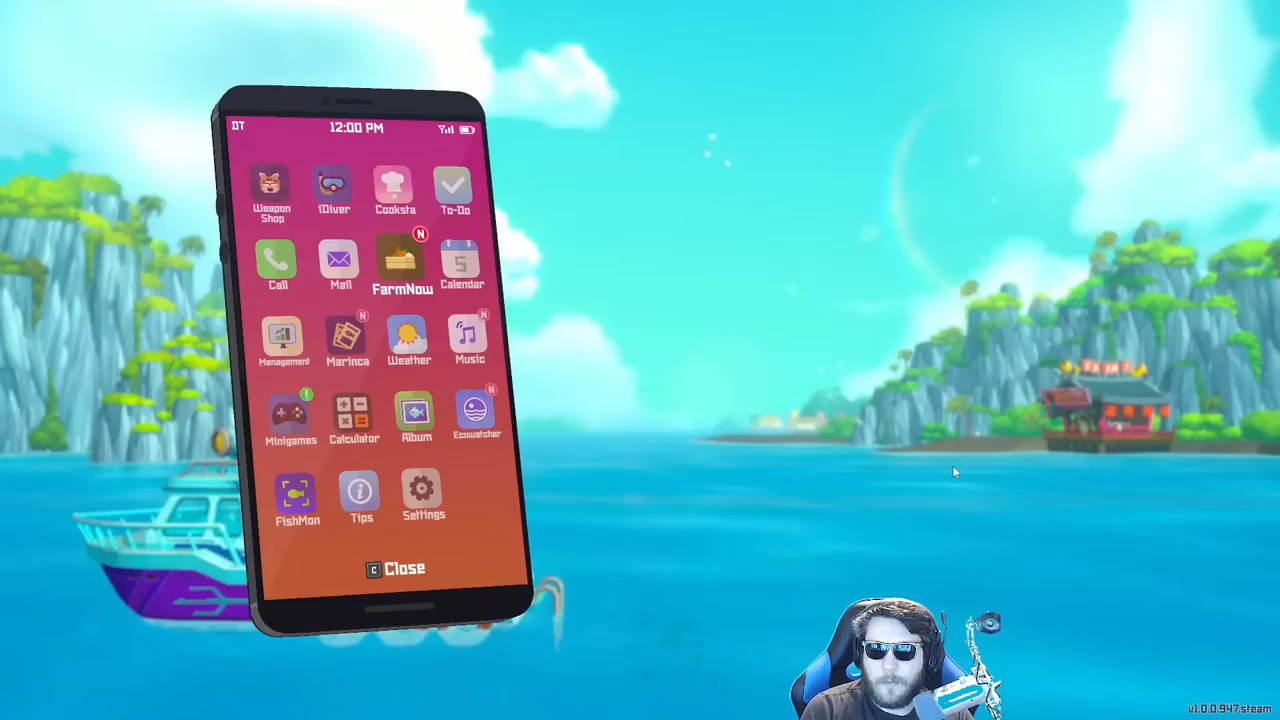 DT
12:00 PM
Weapon Shop
iDiver
Cooksta
To-Do
Call
Mail
N
FarmNow
5
Calendar
Management
N
Marinca
Weather
N
Music
!
Minigames
Calculator
Album
N
Ecowatcher
FishMon
Tips
Settings
C Close
v1.0.0.947.steam